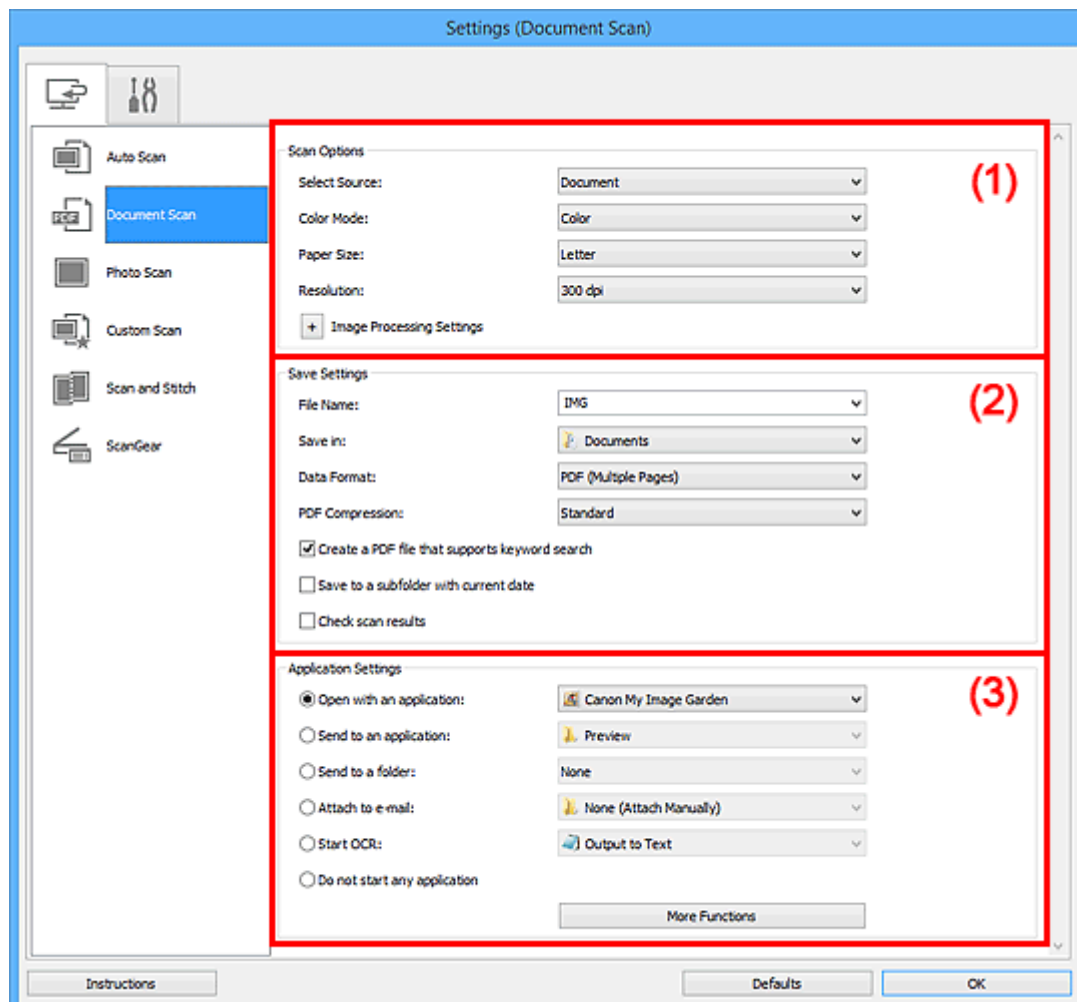 Settings (Document Scan)
Auto Scan
PDF
Document Scan
Photo Scan
Custom Scan
Scan and Stitch
ScanGear
(1)
Scan Options
Select Source: Document
Color Mode: Color
Paper Size: Letter
Resolution: 300 dpi
+ Image Processing Settings
(2)
Save Settings
File Name: IMG
Save in: Documents
Data Format: PDF (Multiple Pages)
PDF Compression: Standard
Create a PDF file that supports keyword search
Save to a subfolder with current date
Check scan results
(3)
Application Settings
Open with an application: Canon My Image Garden
Send to an application: Preview
Send to a folder: None
Attach to e-mail: None (Attach Manually)
Start OCR: Output to Text
Do not start any application
More Functions
Instructions Defaults OK